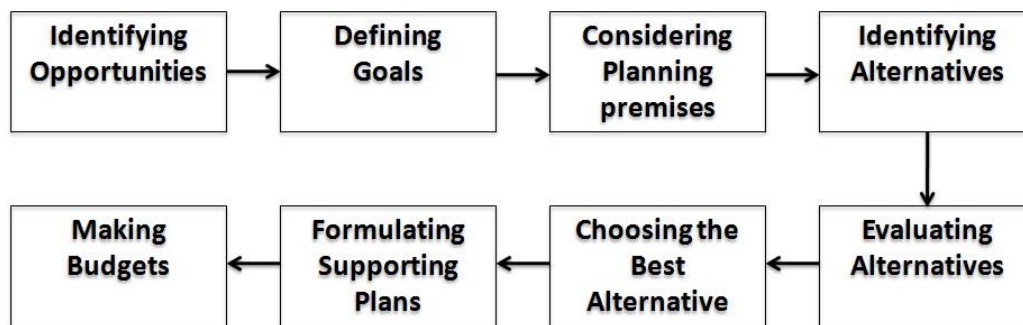 Identifying
Opportunities
Defining
Goals
Considering
Planning
premises
Identifying
Alternatives
Evaluating
Alternatives
Choosing the
Best
Alternative
Formulating
Supporting
Plans
Making
Budgets